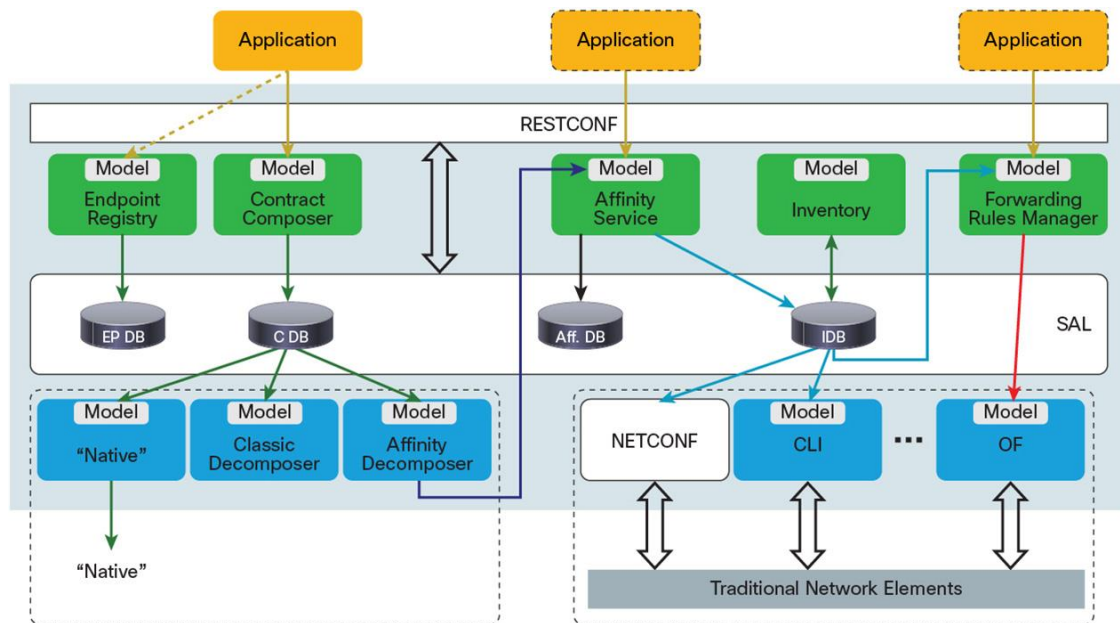 Application
Application
Application
RESTCONF
Model
Endpoint
Registry
Model
Contract
Composer
Model
Affinity
Service
Model
Inventory
Model
Forwarding
Rules Manager
EP DB
C DB
Aff. DB
IDB
SAL
Model
“Native”
Model
Classic
Decomposer
Model
Affinity
Decomposer
NETCONF
Model
CLI
...
Model
OF
“Native”
Traditional Network Elements